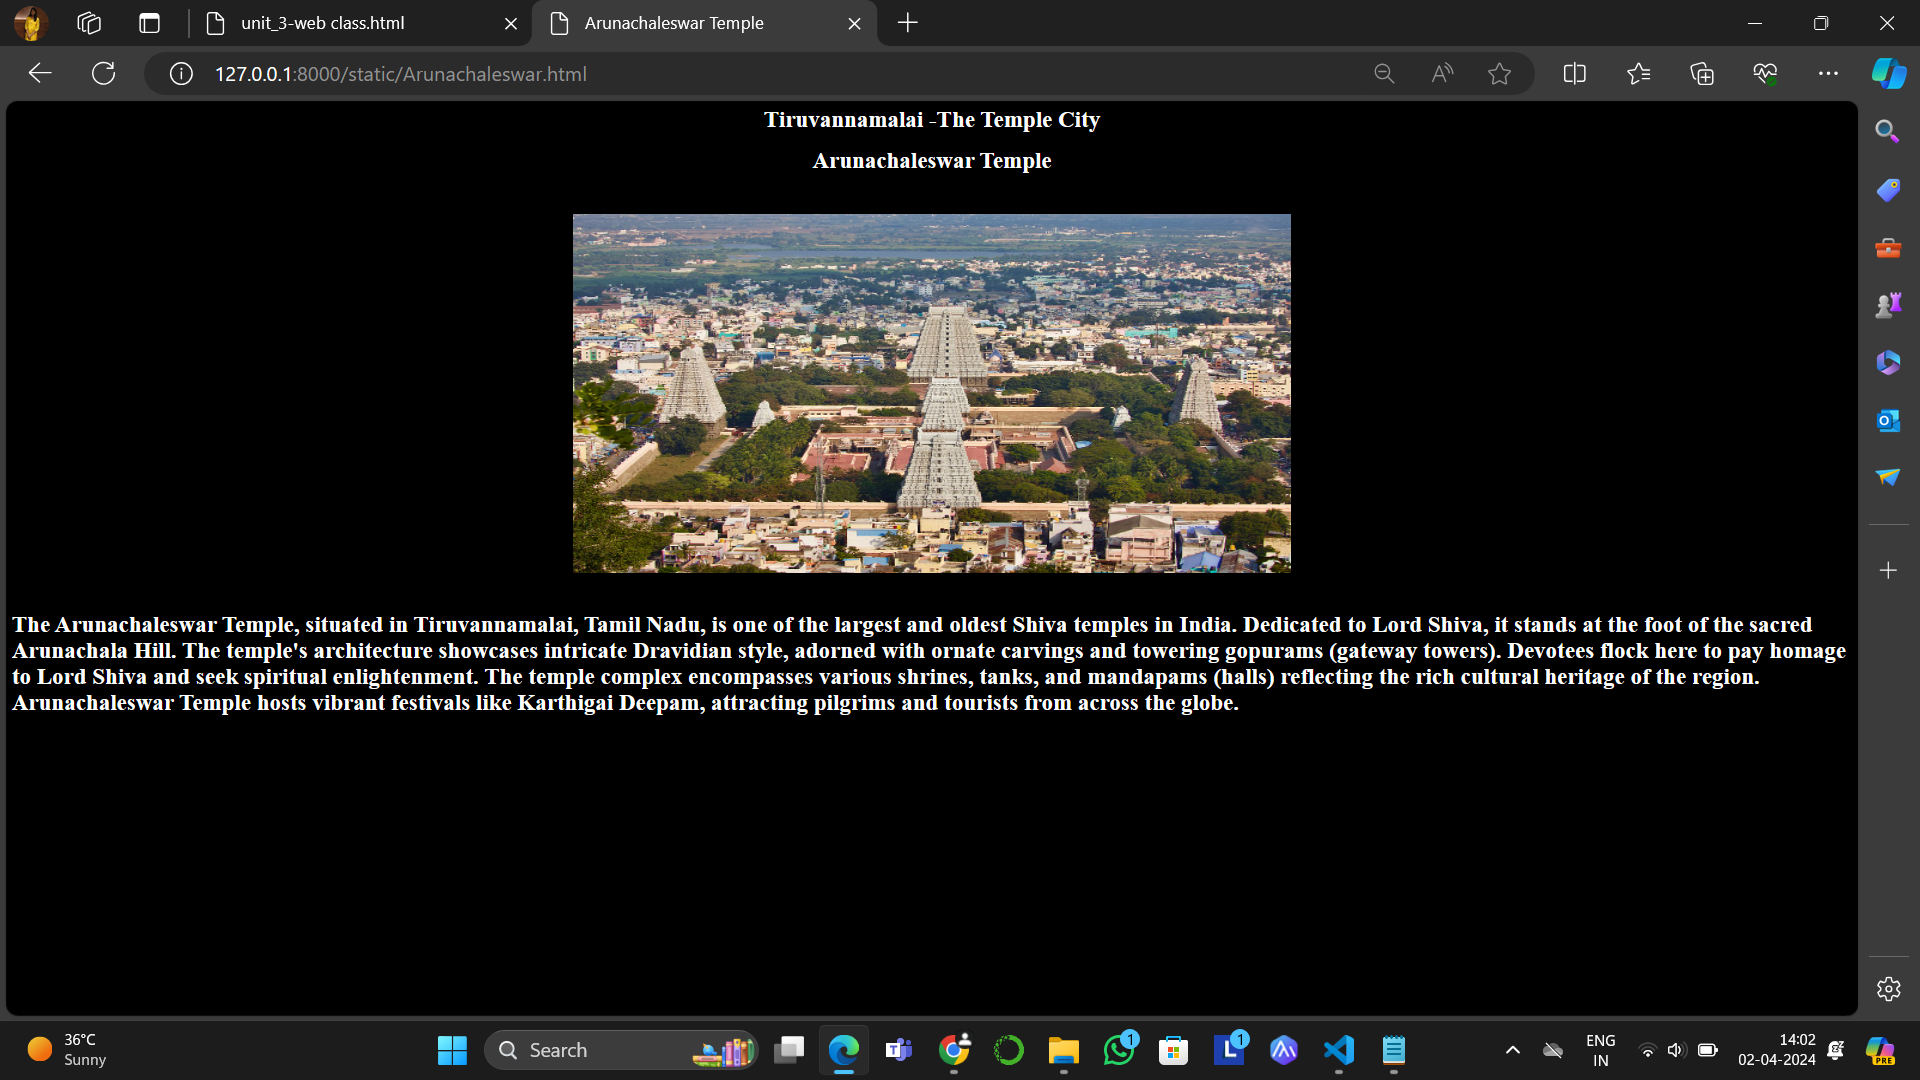 unit_3-web class.html
Arunachaleswar Temple
127.0.0.1:8000/static/Arunachaleswar.html
Tiruvannamalai -The Temple City
Arunachaleswar Temple
The Arunachaleswar Temple, situated in Tiruvannamalai, Tamil Nadu, is one of the largest and oldest Shiva temples in India. Dedicated to Lord Shiva, it stands at the foot of the sacred
Arunachala Hill. The temple's architecture showcases intricate Dravidian style, adorned with ornate carvings and towering gopurams (gateway towers). Devotees flock here to pay homage
to Lord Shiva and seek spiritual enlightenment. The temple complex encompasses various shrines, tanks, and mandapams (halls) reflecting the rich cultural heritage of the region.
Arunachaleswar Temple hosts vibrant festivals like Karthigai Deepam, attracting pilgrims and tourists from across the globe.
36°C
Sunny
Search
1
1
ENG
IN
14:02
02-04-2024
PRE